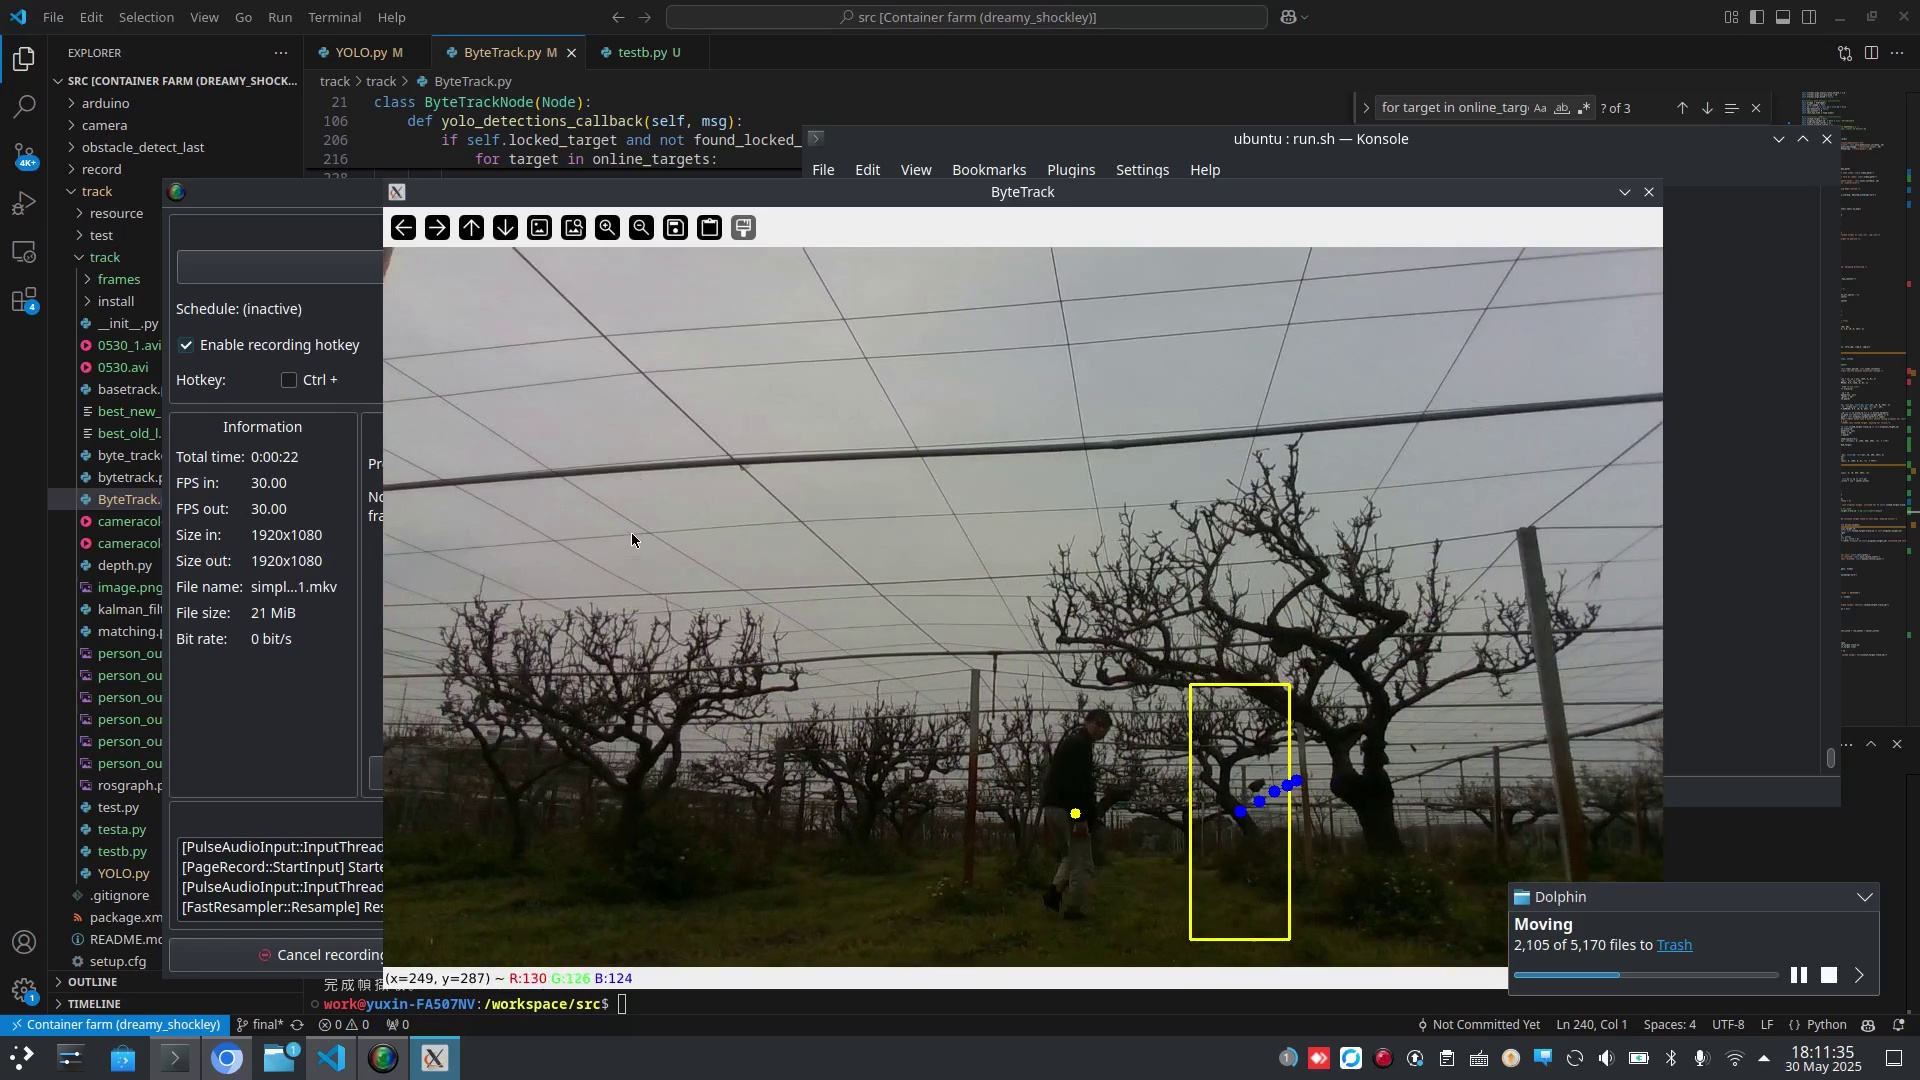 File Edit Selection View Go Run Terminal Help
src [Container farm (dreamy_shockley)]
EXPLORER
YOLO.py M
ByteTrack.py M
testb.py U
SRC [CONTAINER FARM (DREAMY_SHOCK...
track > track > ByteTrack.py
arduino
camera
obstacle_detect_last
record
track
resource
test
track
frames
install
__init__.py
0530_1.avi
0530.avi
basetrack.
best_new_
best_old_l.
byte_track
bytetrack.p
ByteTrack.
cameracol
cameracol
depth.py
image.png
kalman_filt
matching.p
person_ou
person_ou
person_ou
person_ou
person_ou
person_ou
rosgraph.p
test.py
testa.py
testb.py
YOLO.py
.gitignore
package.xm
README.md
setup.cfg
OUTLINE
TIMELINE
4K+
4
1
21 class ByteTrackNode(Node):
106 def yolo_detections_callback(self, msg):
206 if self.locked_target and not found_locked_
216 for target in online_targets:
for target in online_targ
Aa ab
? of 3
ubuntu : run.sh — Konsole
File Edit View Bookmarks Plugins Settings Help
ByteTrack
Schedule: (inactive)
Enable recording hotkey
Hotkey: Ctrl +
Information
Total time: 0:00:22
FPS in: 30.00
FPS out: 30.00
Size in: 1920x1080
Size out: 1920x1080
File name: simpl...1.mkv
File size: 21 MiB
Bit rate: 0 bit/s
Pr
No
fra
[PulseAudioInput::InputThread
[PageRecord::StartInput] Starte
[PulseAudioInput::InputThread
[FastResampler::Resample] Res
Cancel recording
(x=249, y=287) ~ R:130 G:126 B:124
work@yuxin-FA507NV:/workspace/src$
Dolphin
Moving
2,105 of 5,170 files to Trash
Container farm (dreamy_shockley) final* 0 0 0
Not Committed Yet Ln 240, Col 1 Spaces: 4 UTF-8 LF {} Python
1
1
18:11:35
30 May 2025